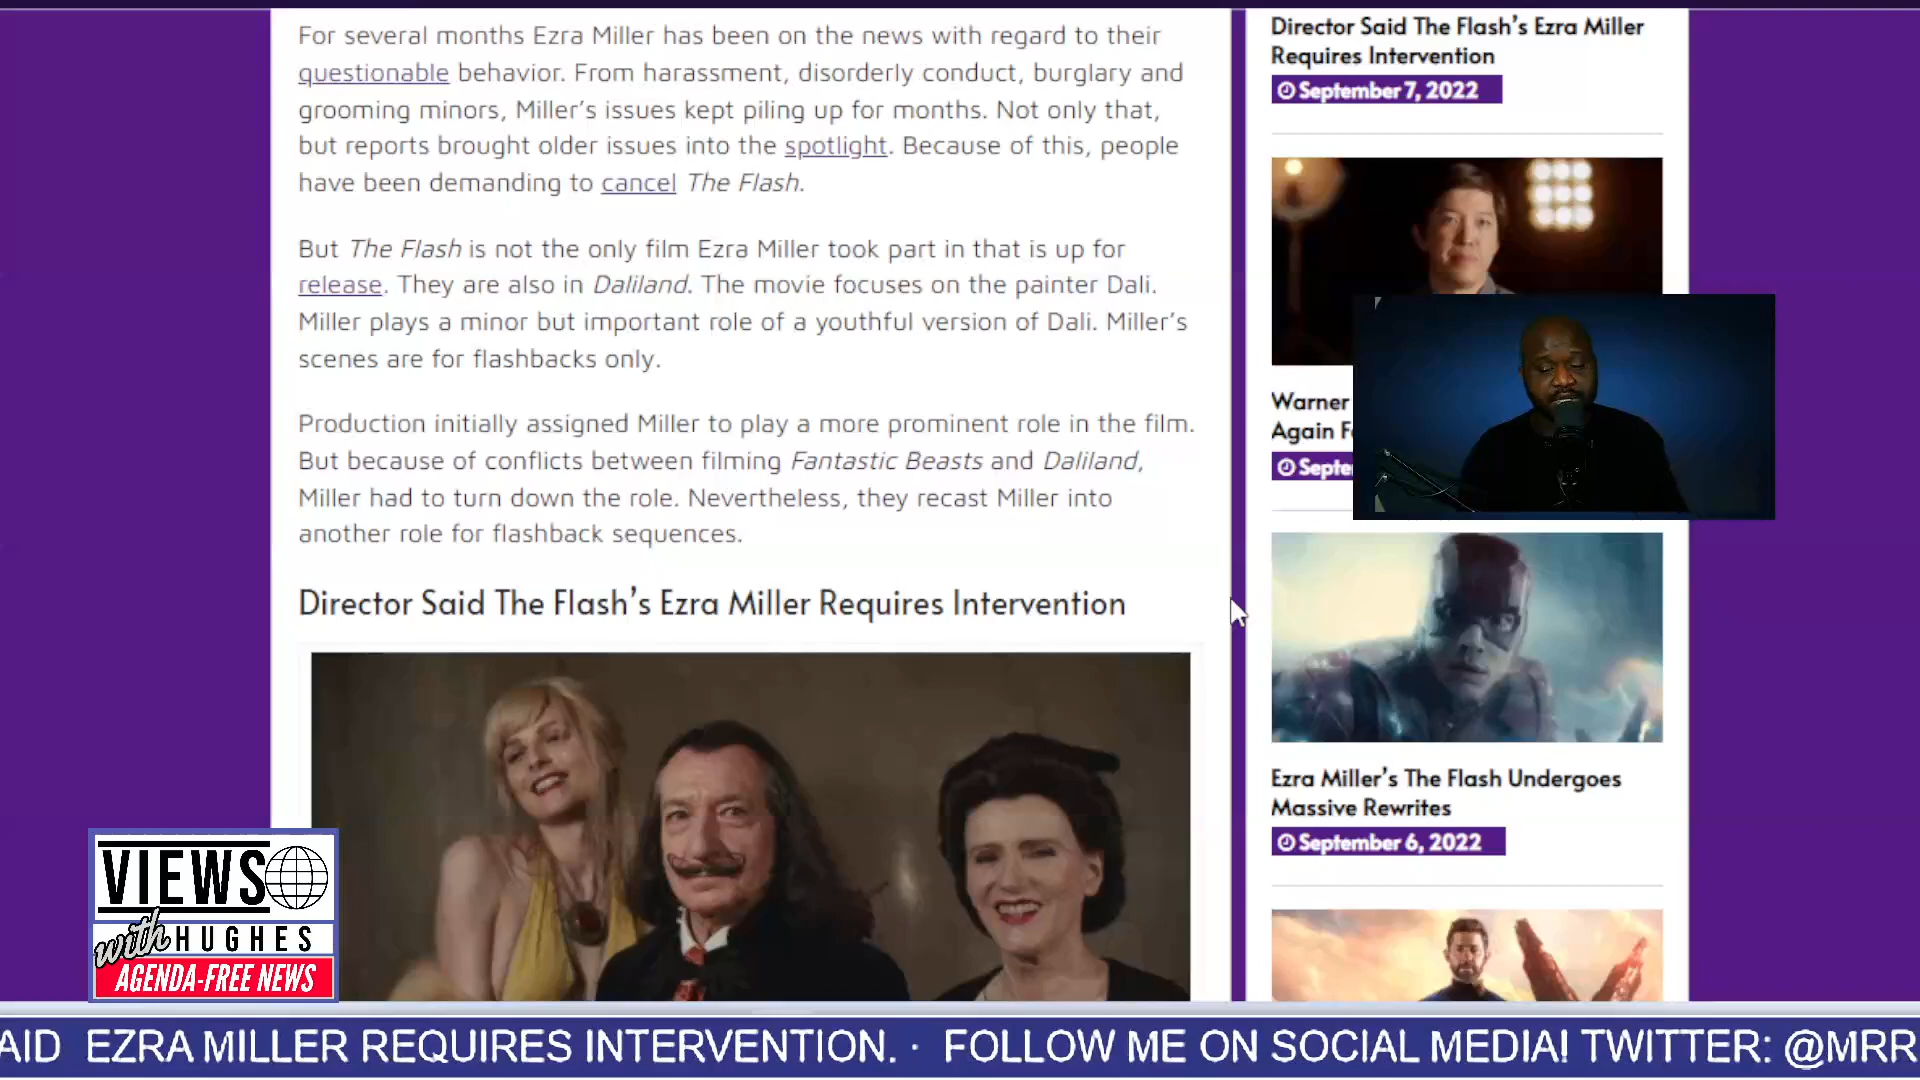 For several months Ezra Miller has been on the news with regard to their
questionable behavior. From harassment, disorderly conduct, burglary and
grooming minors, Miller’s issues kept piling up for months. Not only that,
but reports brought older issues into the spotlight. Because of this, people
have been demanding to cancel The Flash.
But The Flash is not the only film Ezra Miller took part in that is up for
release. They are also in Daliland. The movie focuses on the painter Dali.
Miller plays a minor but important role of a youthful version of Dali. Miller’s
scenes are for flashbacks only.
Production initially assigned Miller to play a more prominent role in the film.
But because of conflicts between filming Fantastic Beasts and Daliland,
Miller had to turn down the role. Nevertheless, they recast Miller into
another role for flashback sequences.
Director Said The Flash’s Ezra Miller Requires Intervention
Director Said The Flash’s Ezra Miller
Requires Intervention
September 7, 2022
Warner
Again
Ezra Miller’s The Flash Undergoes
Massive Rewrites
September 6, 2022
VIEWS
with HUGHES
AGENDA-FREE NEWS
AID EZRA MILLER REQUIRES INTERVENTION. · FOLLOW ME ON SOCIAL MEDIA! TWITTER: @MRR